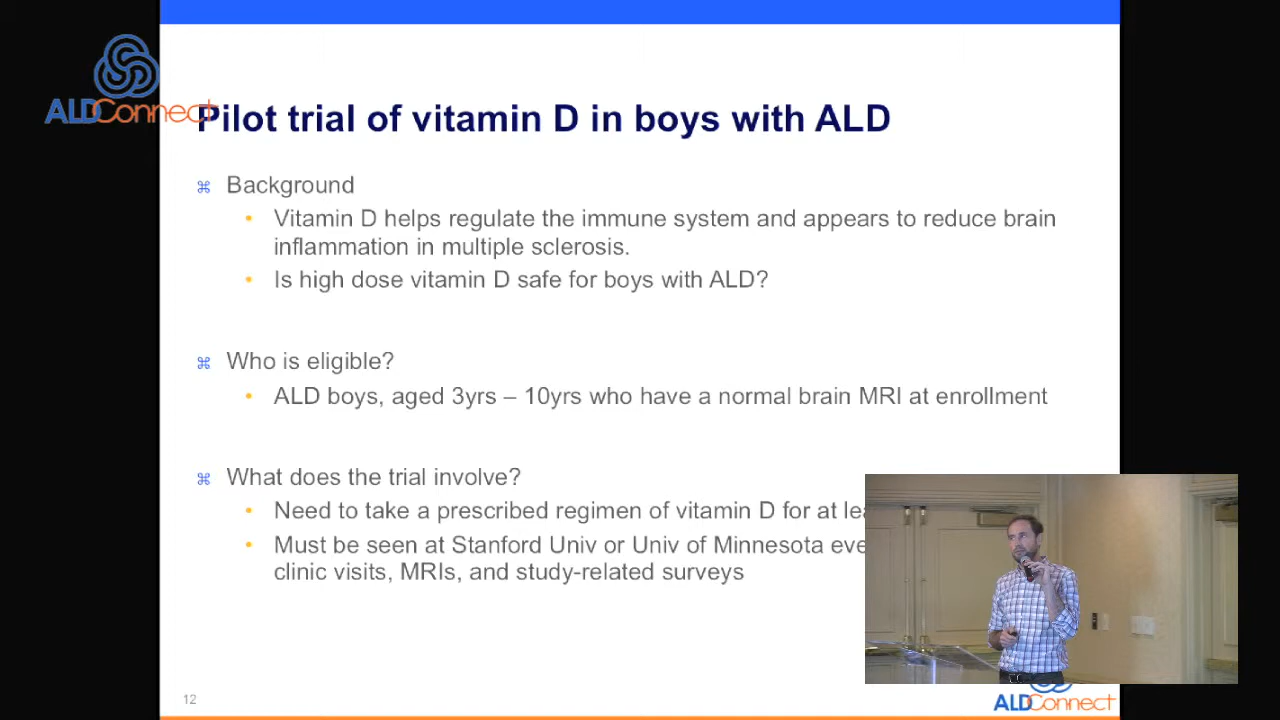 ALDConnect
Pilot trial of vitamin D in boys with ALD
⌘ Background
• Vitamin D helps regulate the immune system and appears to reduce brain
inflammation in multiple sclerosis.
• Is high dose vitamin D safe for boys with ALD?
⌘ Who is eligible?
• ALD boys, aged 3yrs – 10yrs who have a normal brain MRI at enrollment
⌘ What does the trial involve?
• Need to take a prescribed regimen of vitamin D for at
• Must be seen at Stanford Univ or Univ of Minnesota
clinic visits, MRIs, and study-related surveys
12
ALDConnect